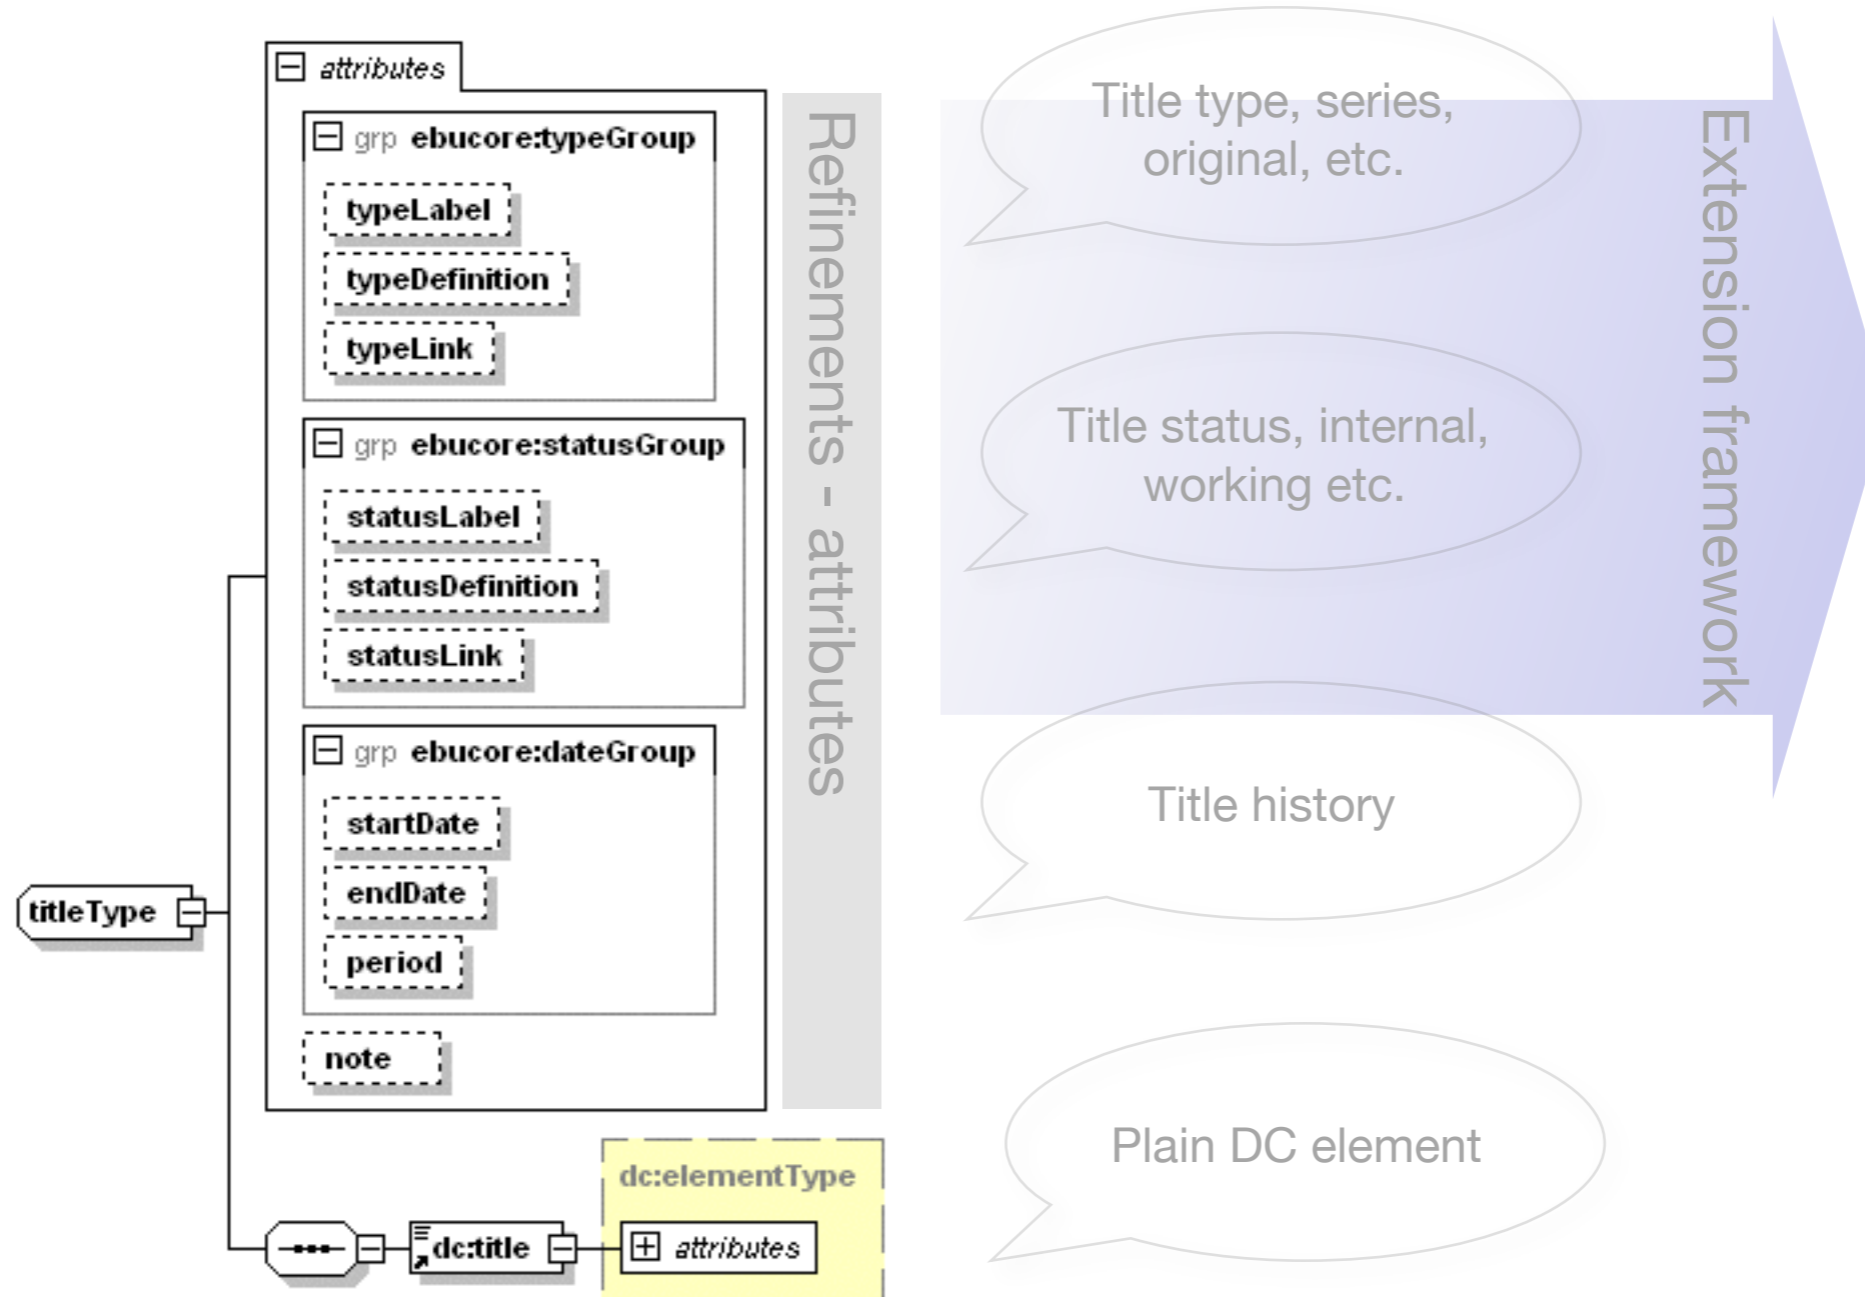 attributes
grp ebucore:typeGroup
typeLabel
typeDefinition
typeLink
grp ebucore:statusGroup
statusLabel
statusDefinition
statusLink
grp ebucore:dateGroup
startDate
endDate
period
note
titleType
dc:elementType
dc:title
attributes
Refinements - attributes
Title type, series,
original, etc.
Title status, internal,
working etc.
Title history
Plain DC element
Extension framework